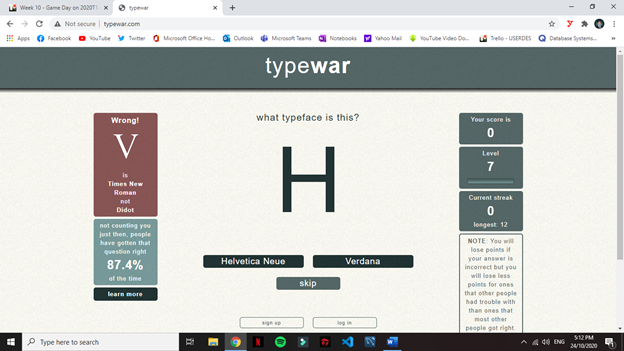 Week 10 - Game Day on 2020T
typewar
Not secure | typewar.com
Apps Facebook YouTube Twitter Microsoft Office Ho... Outlook Microsoft Teams Notebooks Yahoo Mail YouTube Video Do... Trello - USERDES Database Systems...
typewar
Wrong!
V
is
Times New
Roman
not
Didot
not counting you
just then, people
have gotten that
question right
87.4%
of the time
learn more
what typeface is this?
H
Helvetica Neue
Verdana
skip
sign up
log in
Your score is
0
Level
7
Current streak
0
longest: 12
NOTE: You will
lose points if
your answer is
incorrect but you
will lose less
points for ones
that other people
had trouble with
than ones that
most other
people got right
Type here to search
ENG
5:12 PM
24/10/2020